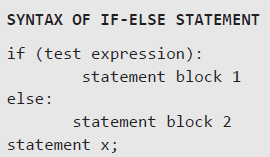 SYNTAX OF IF-ELSE STATEMENT
if (test expression):
statement block 1
else:
statement block 2
statement x;